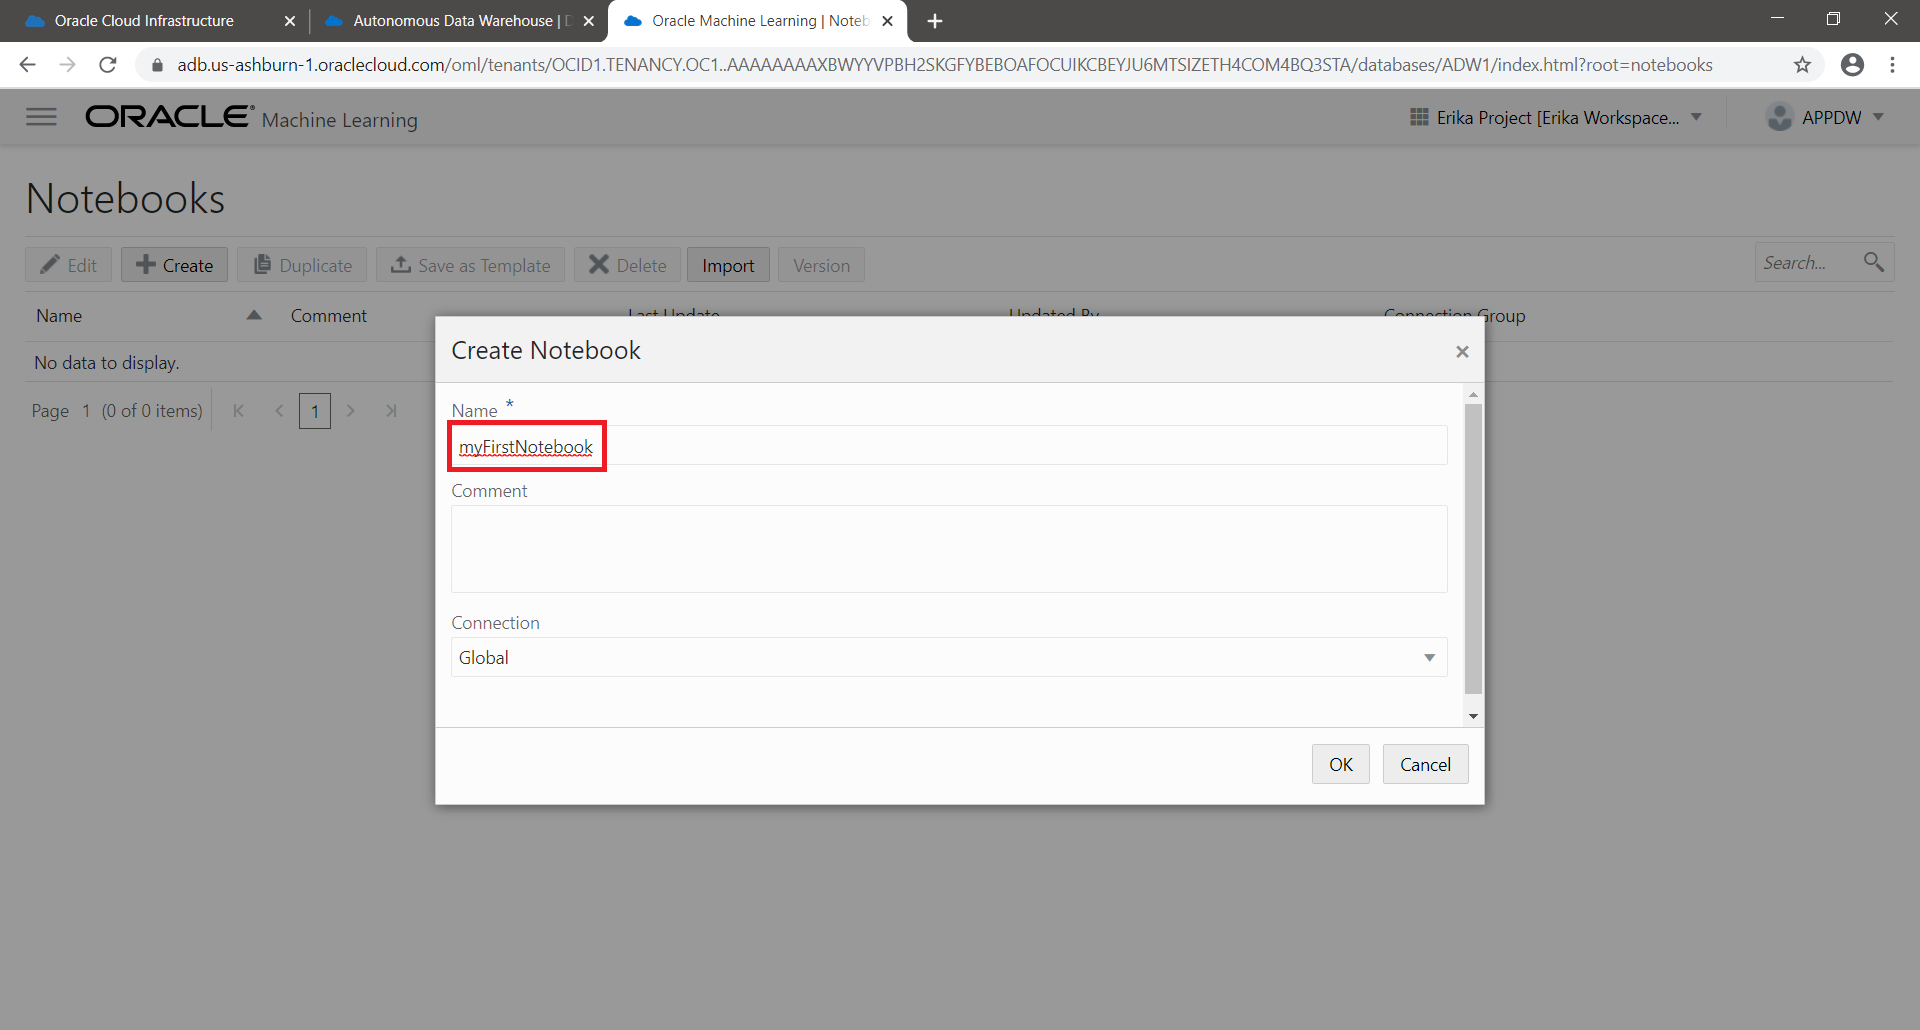 Oracle Cloud Infrastructure
Autonomous Data Warehouse | D
Oracle Machine Learning | Noteb
adb.us-ashburn-1.oraclecloud.com/oml/tenants/OCID1.TENANCY.OC1..AAAAAAAAXBWYYVPBH2SKGFYBEBOAFOCUIKCBEYJU6MTSIZETH4COM4BQ3STA/databases/ADW1/index.html?root=notebooks
ORACLE® Machine Learning
Erika Project [Erika Workspace...
APPDW
Notebooks
Edit
Create
Duplicate
Save as Template
Delete
Import
Version
Search...
Name
Comment
Last Update
Updated By
Connection Group
No data to display.
Page 1 (0 of 0 items)
1
Create Notebook
Name *
myFirstNotebook
Comment
Connection
Global
OK
Cancel